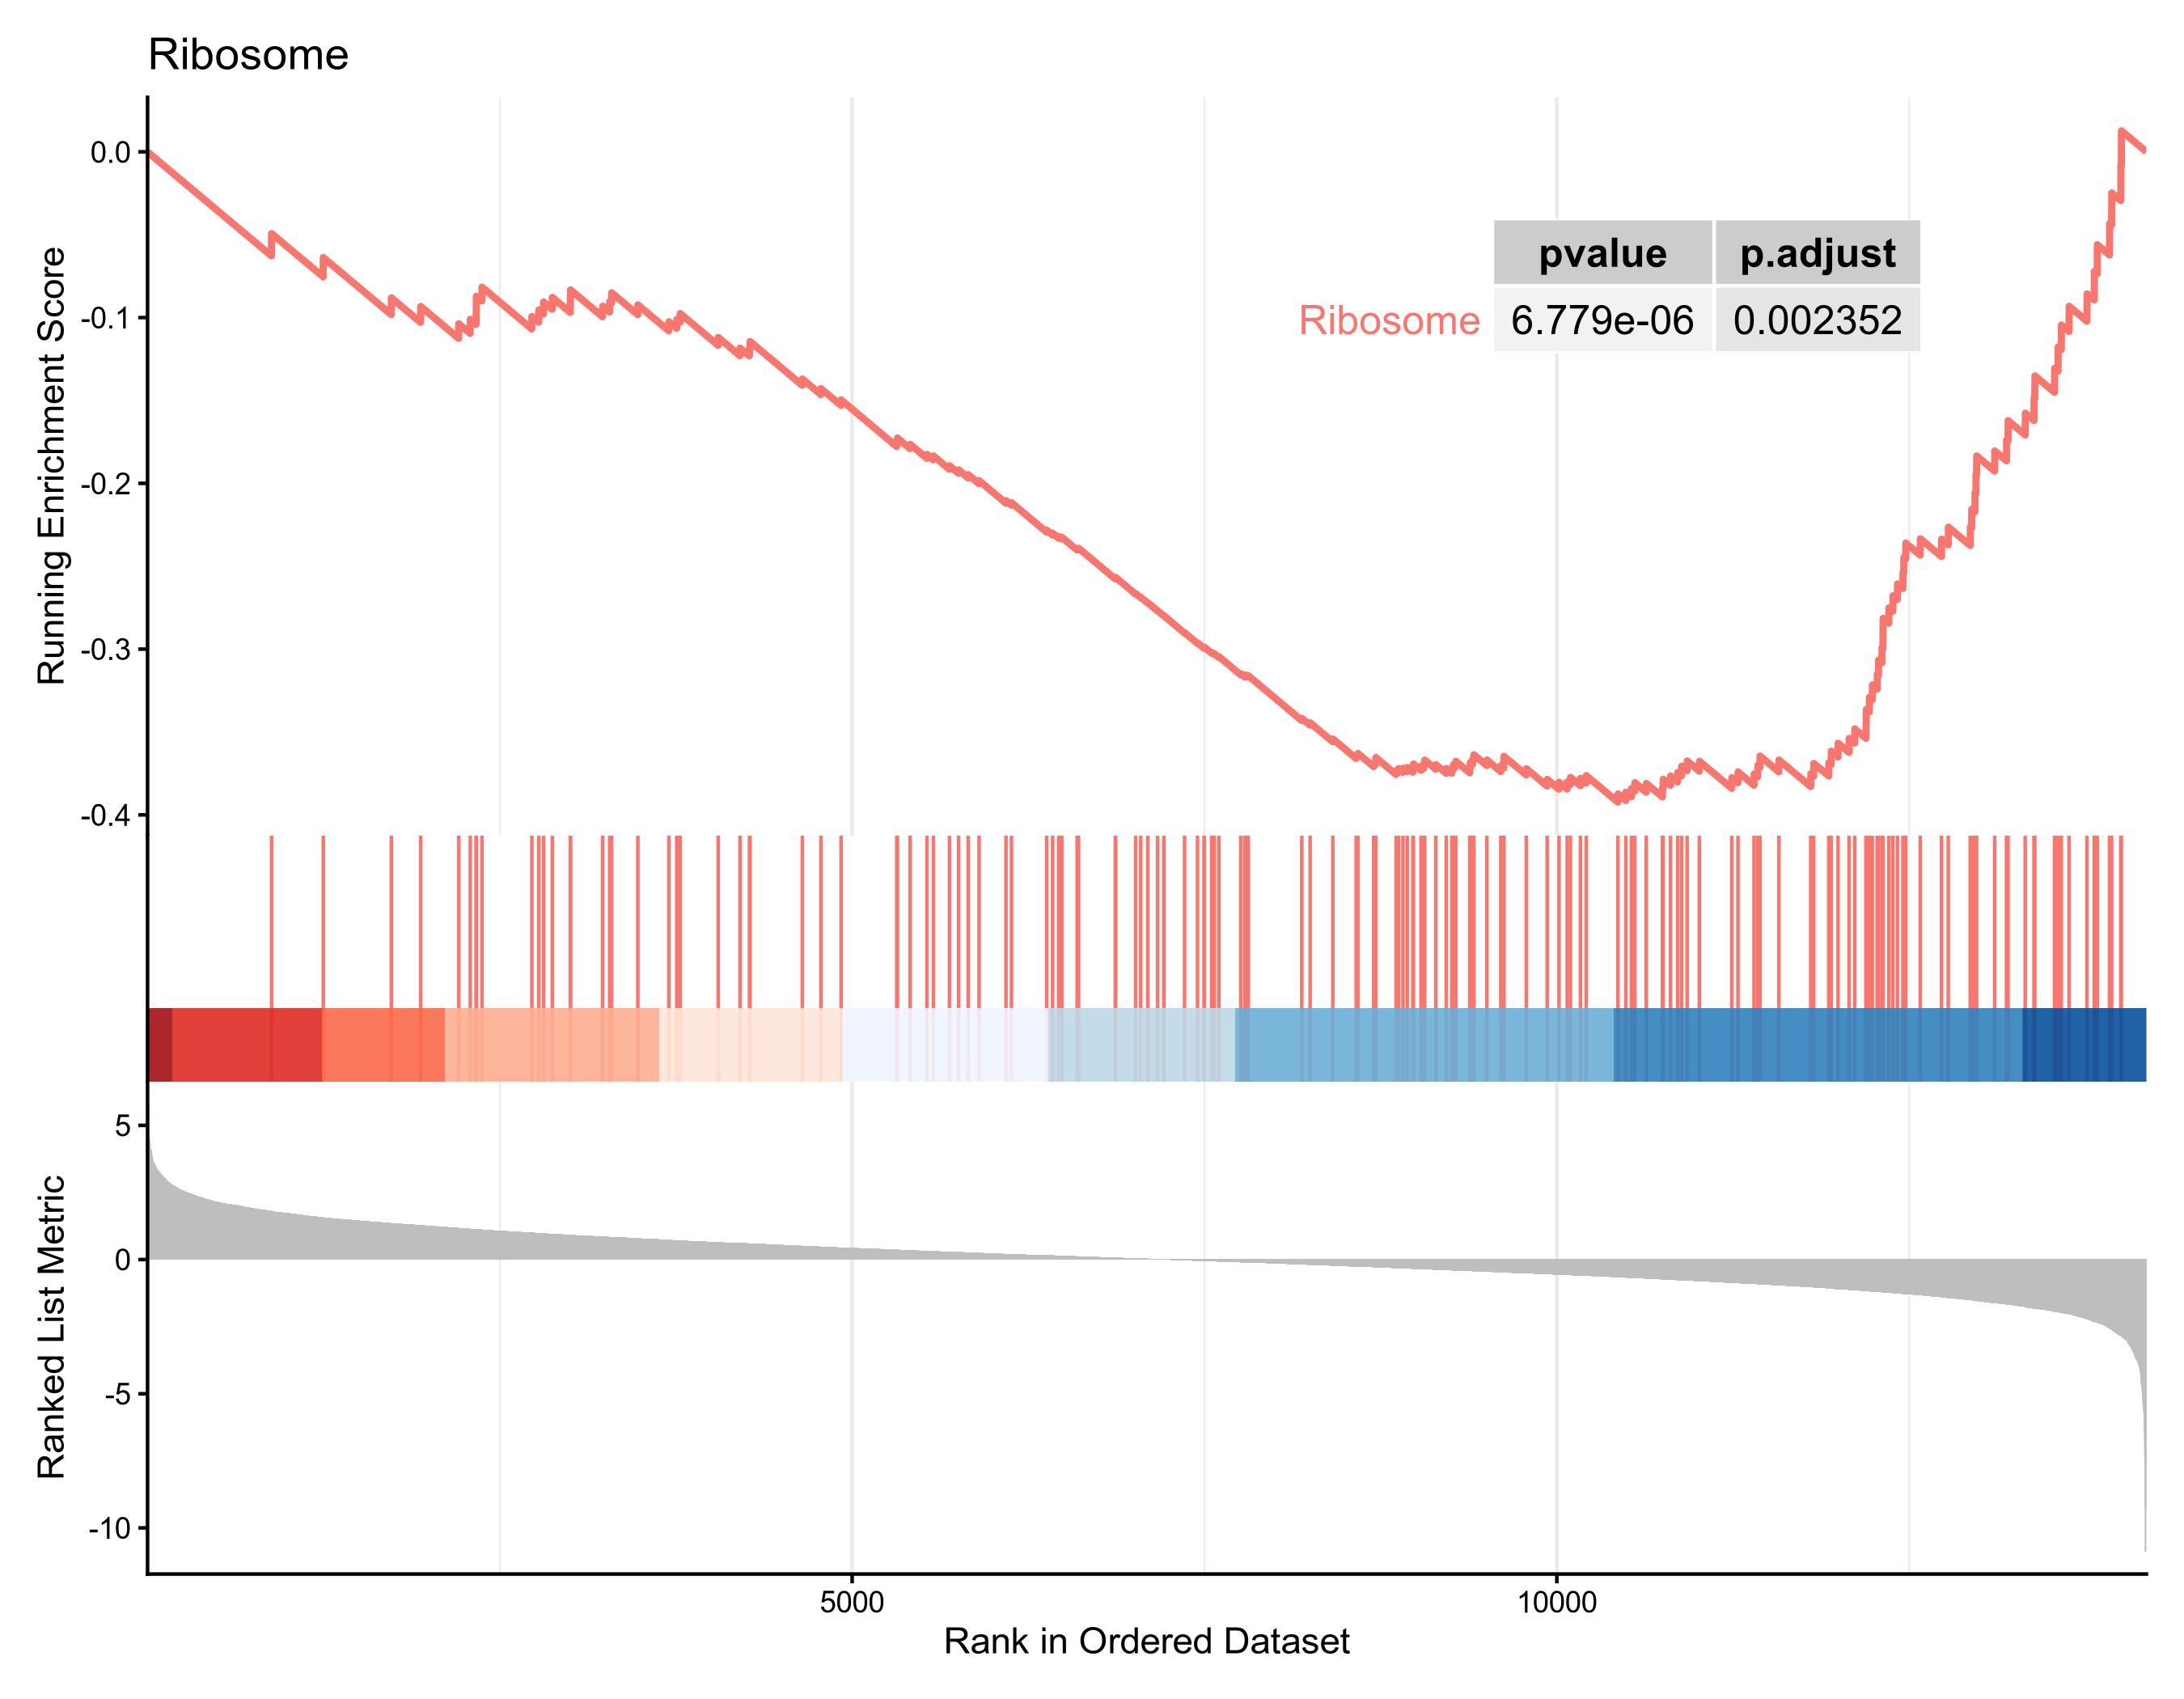 Ribosome
Running Enrichment Score
0.0
-0.1
-0.2
-0.3
-0.4
pvalue p.adjust
Ribosome 6.779e-06 0.002352
Ranked List Metric
5
0
-5
-10
5000 10000
Rank in Ordered Dataset